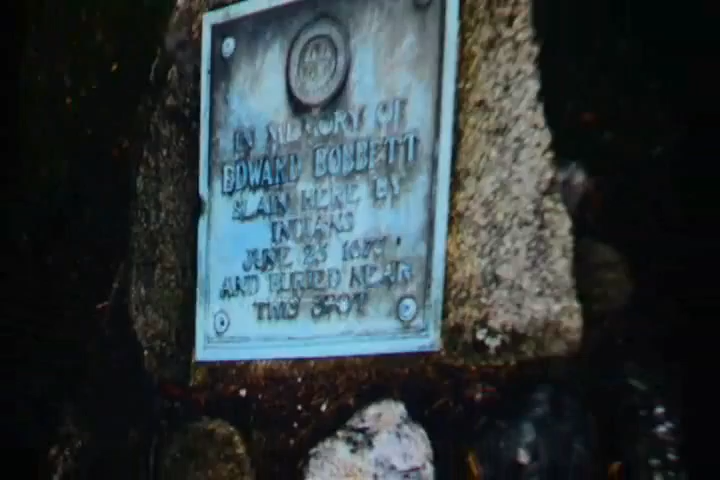 IN MEMORY OF
EDWARD BOBBETT
SLAIN HERE BY
INDIANS
JUNE 25
AND BURIED NEAR
THIS SPOT